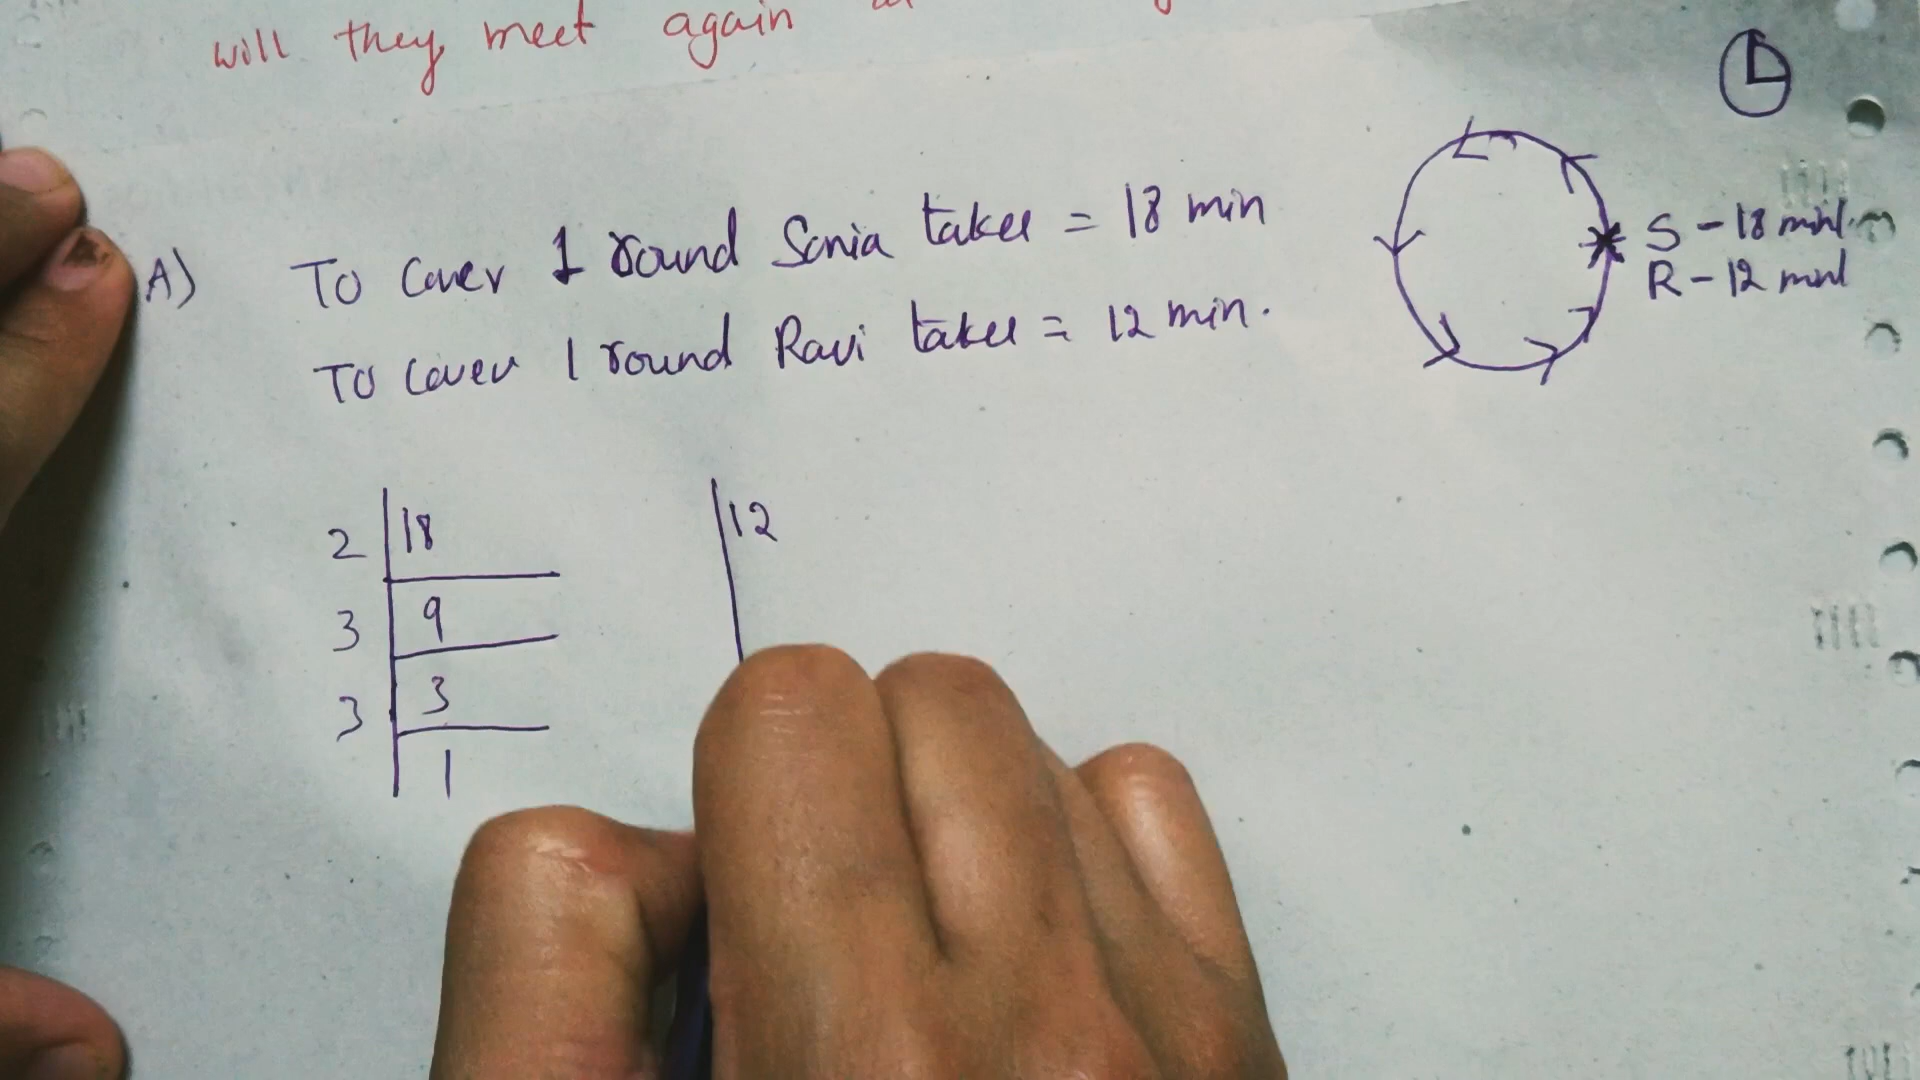 will they meet again
A) To cover 1 round Sonia takes = 18 min
To cover 1 round Ravi takes = 12 min.
S - 18 min
R - 12 min
2 | 18
3 | 9
3 | 3
1
12